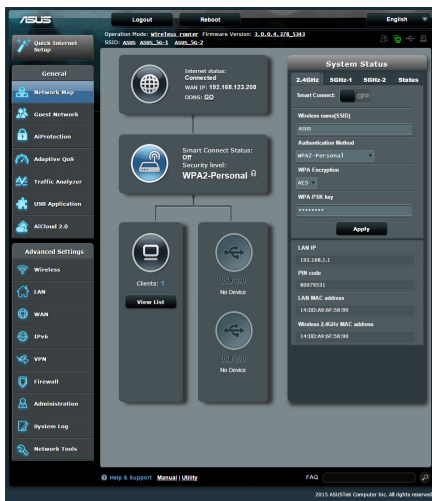 ASUS
Logout
Reboot
English
Quick Internet
Setup
Operation Mode: Wireless router Firmware Version: 3.0.0.4.378_5343
SSID: ASUS ASUS_5G-1 ASUS_5G-2
General
Network Map
Guest Network
AiProtection
Adaptive QoS
Traffic Analyzer
USB Application
AiCloud 2.0
Advanced Settings
Wireless
LAN
WAN
IPv6
VPN
Firewall
Administration
System Log
Network Tools
Internet status:
Connected
WAN IP: 192.168.123.208
DDNS: GO
Smart Connect Status:
Off
Security level:
WPA2-Personal
Clients: 1
View List
USB 3.0
No Device
No Device
System Status
2.4GHz 5GHz-1 5GHz-2 Status
Smart Connect: OFF
Wireless name(SSID)
ASUS
Authentication Method
WPA2-Personal
WPA Encryption
AES
WPA-PSK key
••••••••
Apply
LAN IP
192.168.1.1
PIN code
80979531
LAN MAC address
14:DD:A9:6F:58:90
Wireless 2.4GHz MAC address
14:DD:A9:6F:58:90
Help & Support Manual | Utility
FAQ
2015 ASUSTeK Computer Inc. All rights reserved